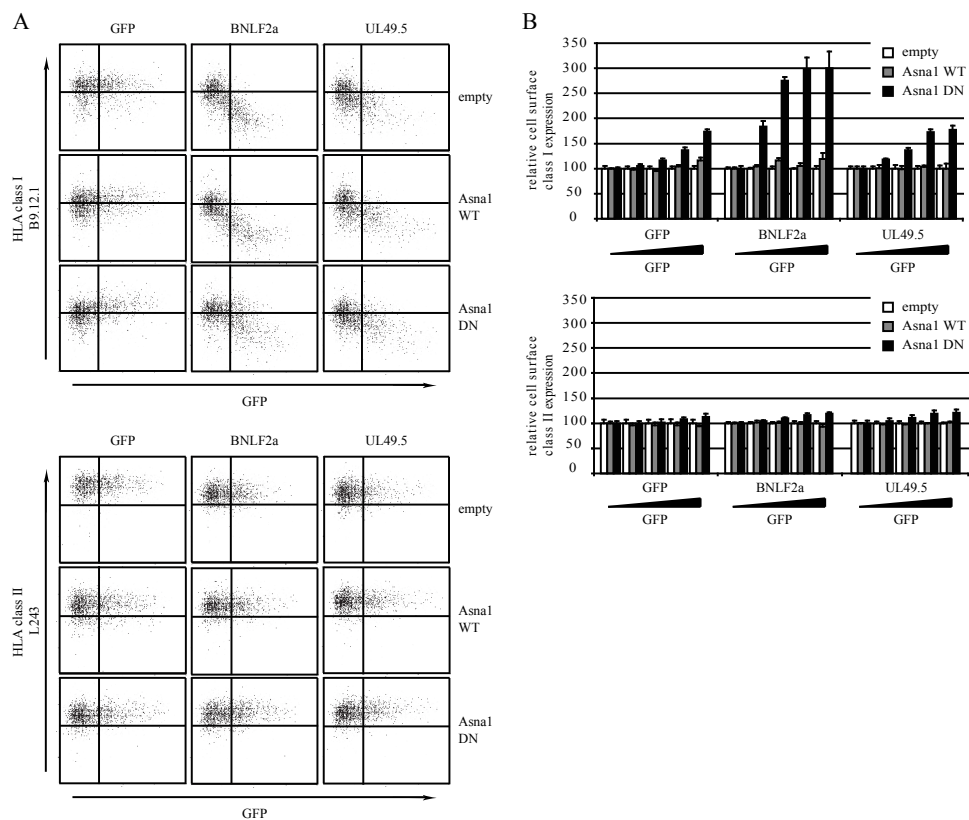 A
GFP BNLF2a UL49.5
HLA class I
B9.12.1
empty
Asna1
WT
Asna1
DN
GFP
GFP BNLF2a UL49.5
HLA class II
L243
empty
Asna1
WT
Asna1
DN
GFP
B
relative cell surface
class I expression
350
300
250
200
150
100
50
0
empty
Asna1 WT
Asna1 DN
GFP BNLF2a UL49.5
GFP GFP GFP
relative cell surface
class II expression
350
300
250
200
150
100
50
0
empty
Asna1 WT
Asna1 DN
GFP BNLF2a UL49.5
GFP GFP GFP